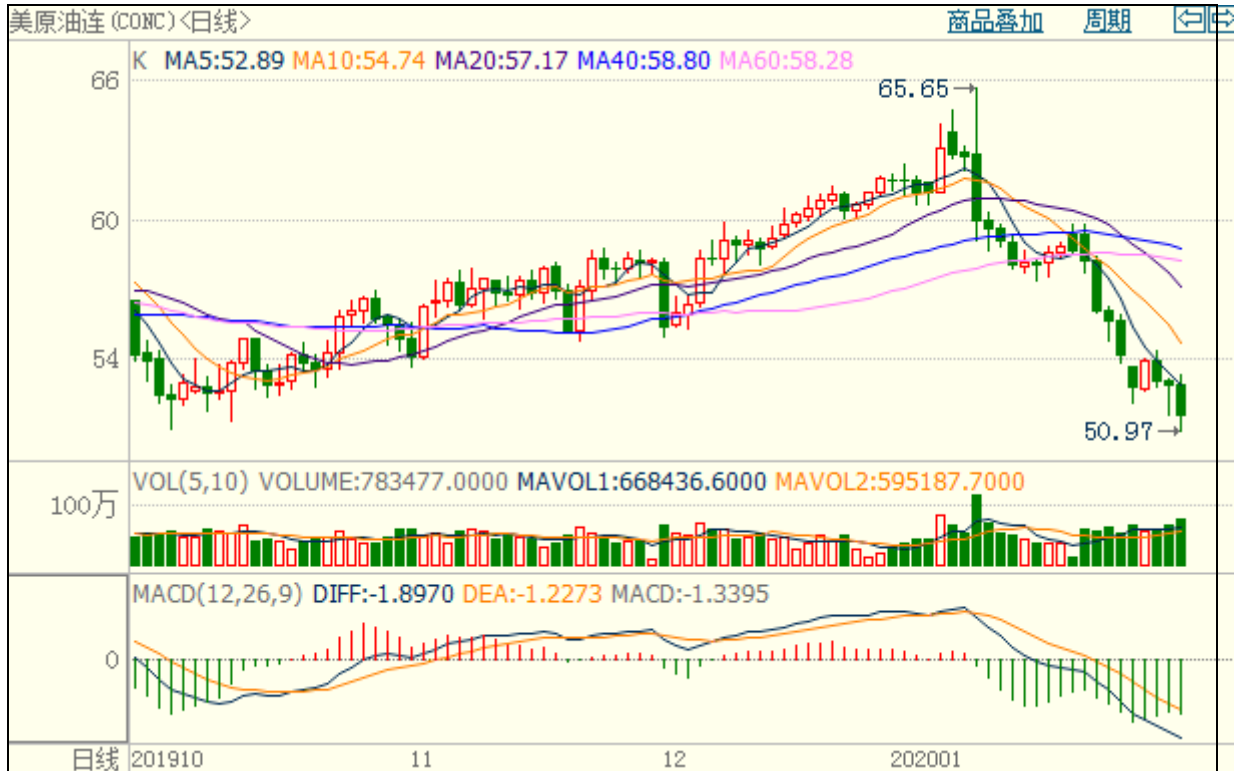 美原油连(CONC)<日线> 商品叠加 周期
K MA5:52.89 MA10:54.74 MA20:57.17 MA40:58.80 MA60:58.28
66
65.65
60
54
50.97
VOL(5,10) VOLUME:783477.0000 MAVOL1:668436.6000 MAVOL2:595187.7000
100万
MACD(12,26,9) DIFF:-1.8970 DEA:-1.2273 MACD:-1.3395
0
日线 201910 11 12 202001